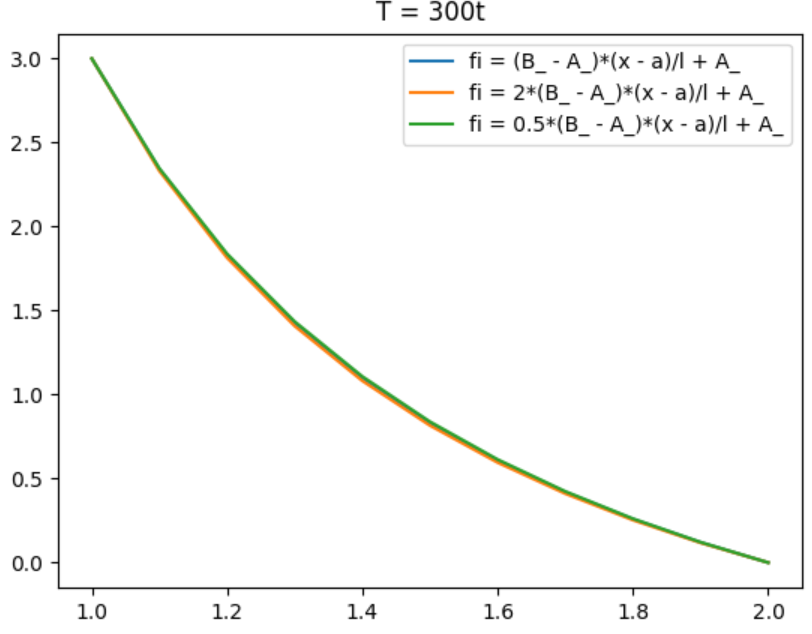 T = 300t
fi = (B_ - A_)*(x - a)/l + A_
fi = 2*(B_ - A_)*(x - a)/l + A_
fi = 0.5*(B_ - A_)*(x - a)/l + A_
3.0
2.5
2.0
1.5
1.0
0.5
0.0
1.0 1.2 1.4 1.6 1.8 2.0